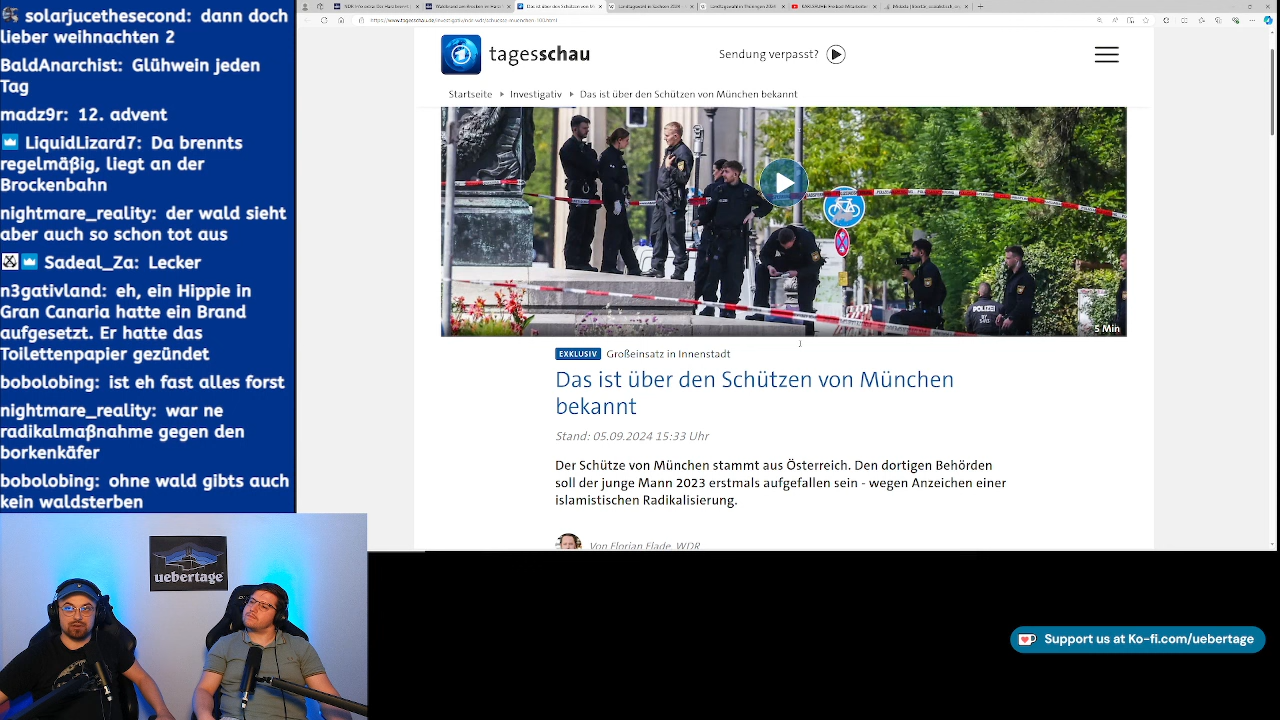 solarjucethesecond: dann doch
lieber weihnachten 2
BaldAnarchist: Glühwein jeden
Tag
madz9r: 12. advent
LiquidLizard7: Da brennts
regelmäßig, liegt an der
Brockenbahn
nightmare_reality: der wald sieht
aber auch so schon tot aus
Sadeal_Za: Lecker
n3gativland: eh, ein Hippie in
Gran Canaria hatte ein Brand
aufgesetzt. Er hatte das
Toilettenpapier gezündet
bobolobing: ist eh fast alles forst
nightmare_reality: war ne
radikalmaßnahme gegen den
borkenkäfer
bobolobing: ohne wald gibts auch
kein waldsterben
uebertage
tagesschau
Sendung verpasst?
Startseite
Investigativ
Das ist über den Schützen von München bekannt
POLIZEI
5 Min
EXKLUSIV Großeinsatz in Innenstadt
Das ist über den Schützen von München
bekannt
Stand: 05.09.2024 15:33 Uhr
Der Schütze von München stammt aus Österreich. Den dortigen Behörden
soll der junge Mann 2023 erstmals aufgefallen sein - wegen Anzeichen einer
islamistischen Radikalisierung.
Von Florian Flade, WDR
Support us at Ko-fi.com/uebertage